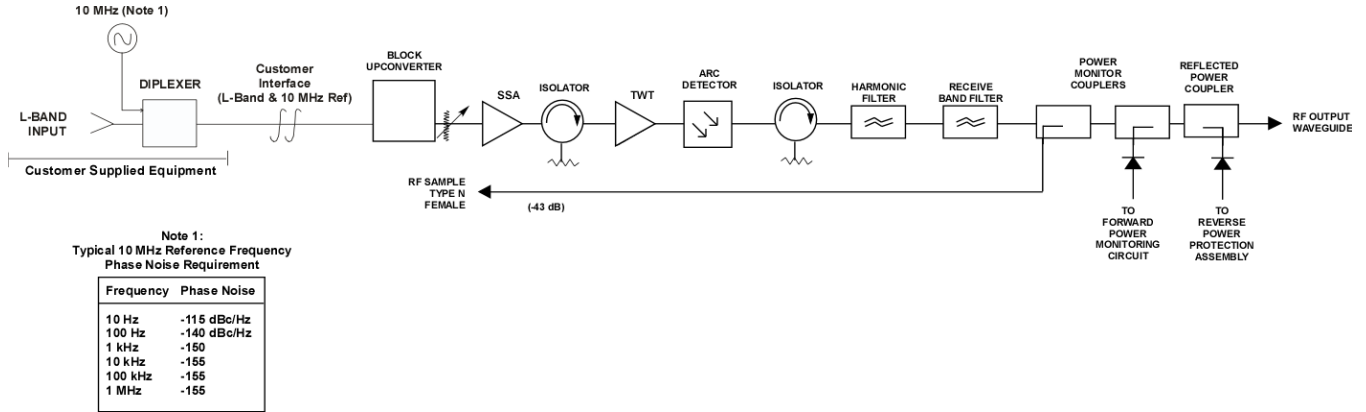 10 MHz (Note 1)
DIPLEXER
L-BAND
INPUT
Customer Supplied Equipment
Customer
Interface
(L-Band & 10 MHz Ref)
BLOCK
UPCONVERTER
SSA
ISOLATOR
TWT
ARC
DETECTOR
ISOLATOR
HARMONIC
FILTER
RECEIVE
BAND FILTER
POWER
MONITOR
COUPLERS
REFLECTED
POWER
COUPLER
RF OUTPUT
WAVEGUIDE
RF SAMPLE
TYPE N
FEMALE
(-43 dB)
TO
FORWARD
POWER
MONITORING
CIRCUIT
TO
REVERSE
POWER
PROTECTION
ASSEMBLY
Note 1:
Typical 10 MHz Reference Frequency
Phase Noise Requirement
Frequency Phase Noise
10 Hz -115 dBc/Hz
100 Hz -140 dBc/Hz
1 kHz -150
10 kHz -155
100 kHz -155
1 MHz -155